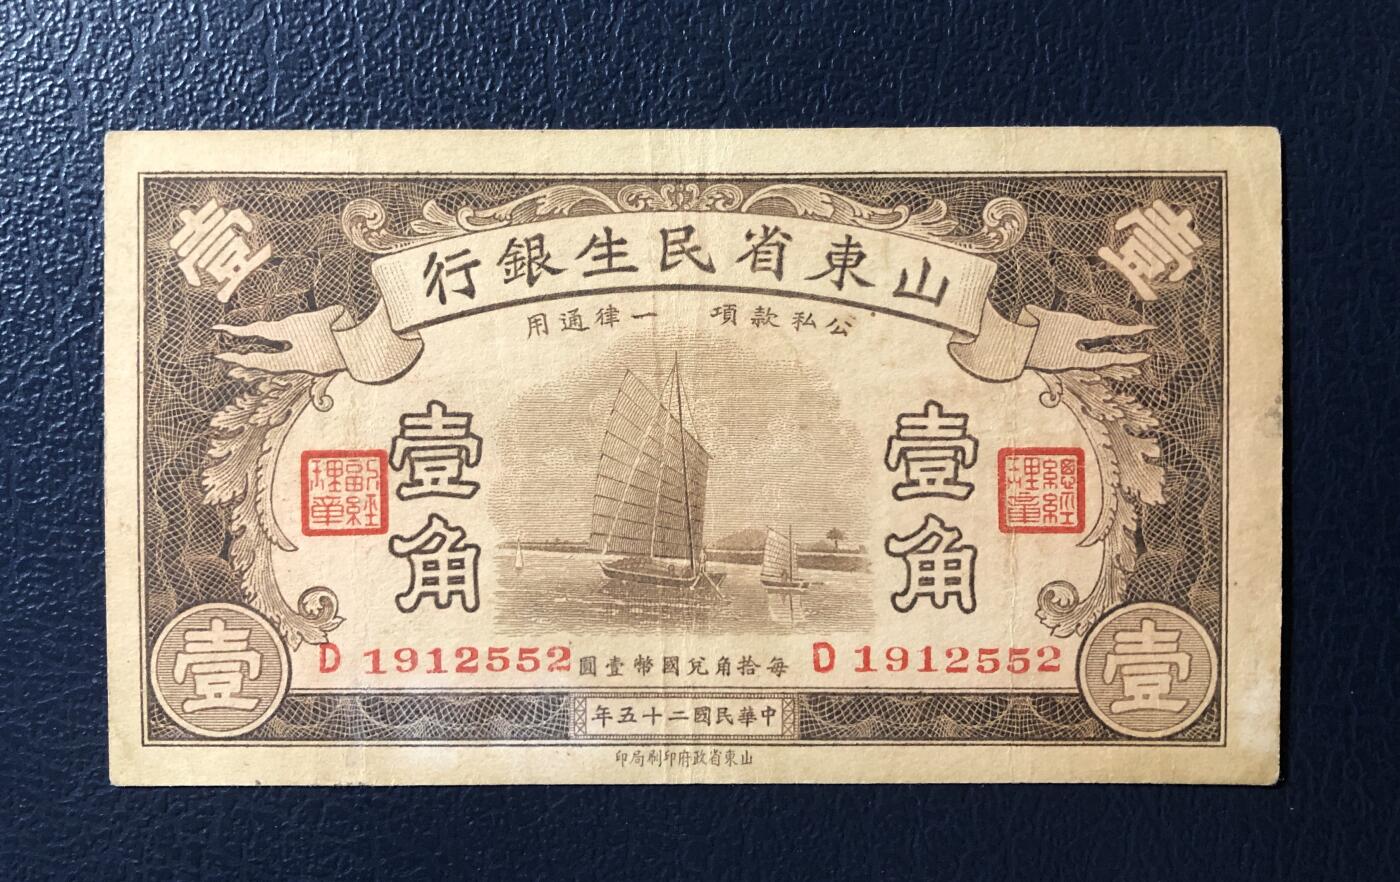 壹 壹
山東省民生銀行
公私款項 一律通用
壹角 壹角
總經理章 副經理章
D 1912552 每拾角兌國幣壹圓 D 1912552
壹 壹
中華民國二十五年
山東省政府印刷局印